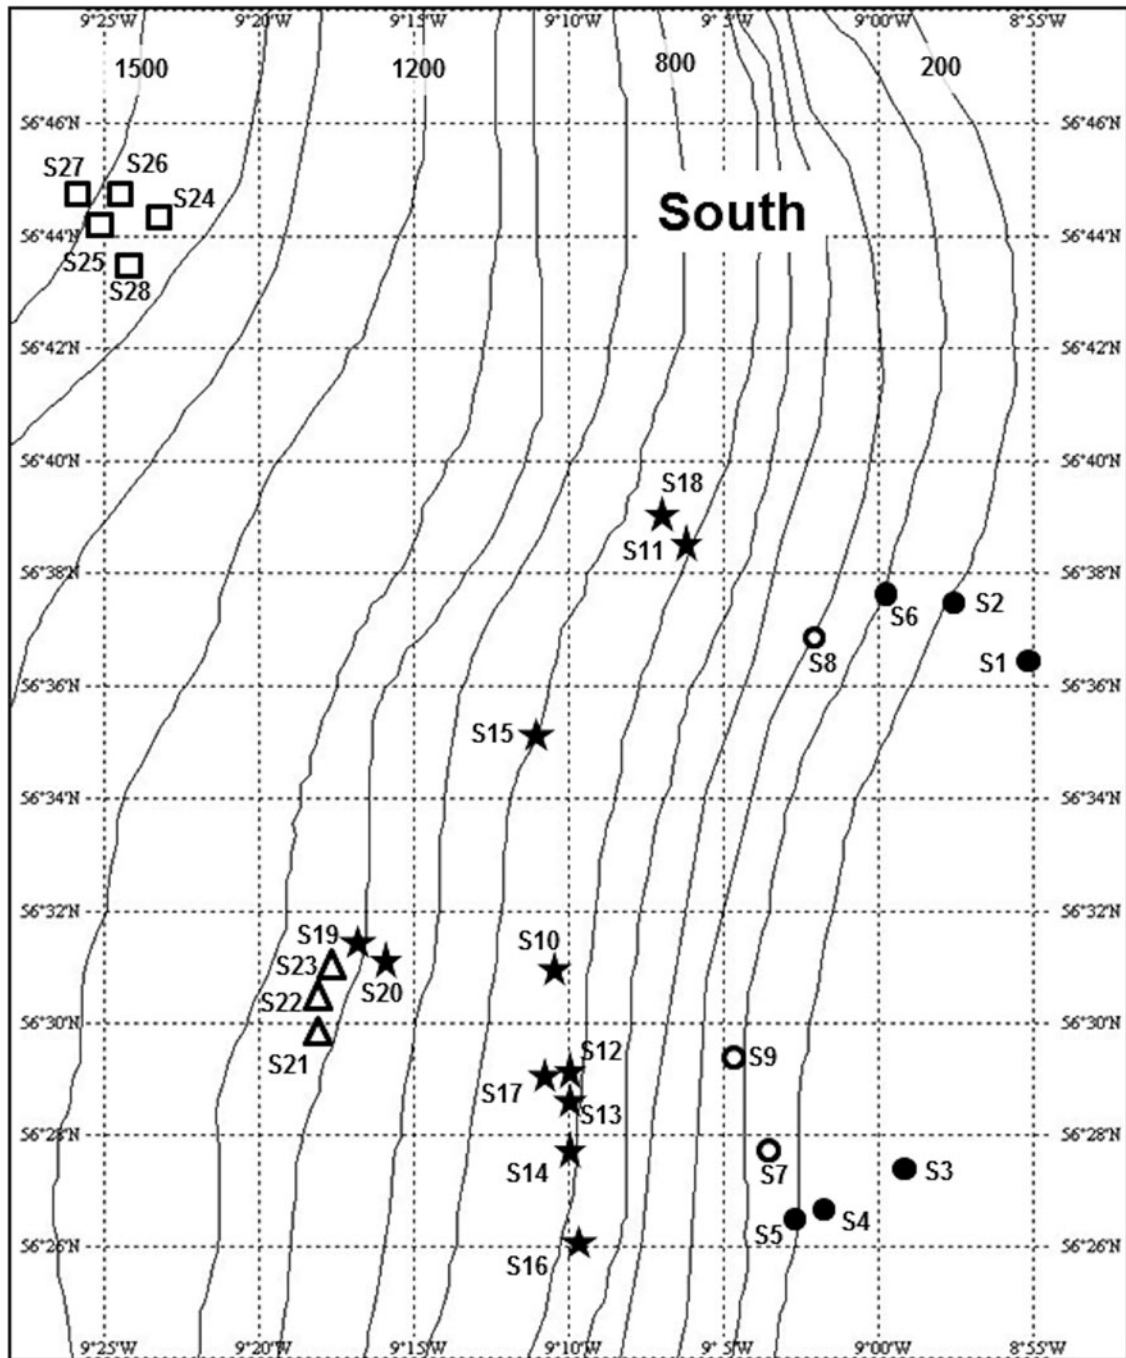 9°25'W 9°20'W 9°15'W 9°10'W 9°5'W 9°00'W 8°55'W
1500 1200 800 200
56°46'N 56°46'N
S27 S26
S24
South
56°44'N 56°44'N
S25
S28
56°42'N 56°42'N
56°40'N 56°40'N
S18
S11
56°38'N 56°38'N
S6 S2
S8 S1
56°36'N 56°36'N
S15
56°34'N 56°34'N
56°32'N 56°32'N
S19 S10
S23
S20
S22
56°30'N 56°30'N
S21 S12 S9
S17
S13
56°28'N 56°28'N
S14 S7 S3
S5 S4
56°26'N 56°26'N
S16
9°25'W 9°20'W 9°15'W 9°10'W 9°5'W 9°00'W 8°55'W